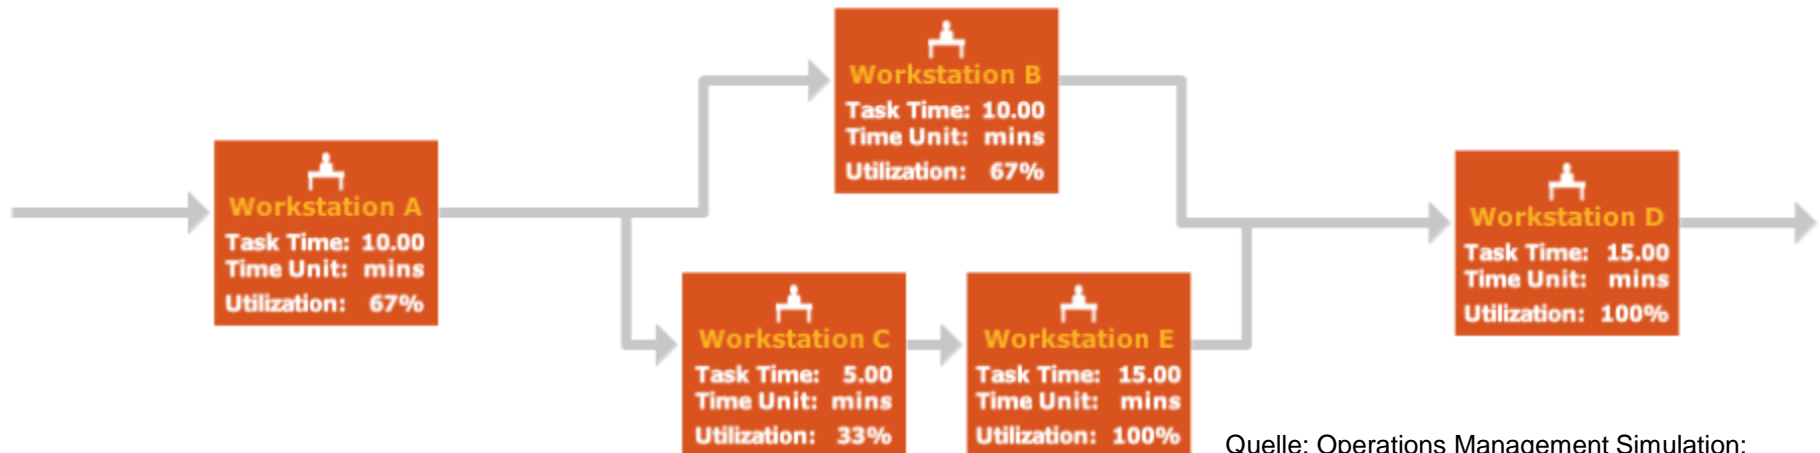 Workstation A
Task Time: 10.00
Time Unit: mins
Utilization: 67%
Workstation B
Task Time: 10.00
Time Unit: mins
Utilization: 67%
Workstation C
Task Time: 5.00
Time Unit: mins
Utilization: 33%
Workstation E
Task Time: 15.00
Time Unit: mins
Utilization: 100%
Workstation D
Task Time: 15.00
Time Unit: mins
Utilization: 100%
Quelle: Operations Management Simulation: